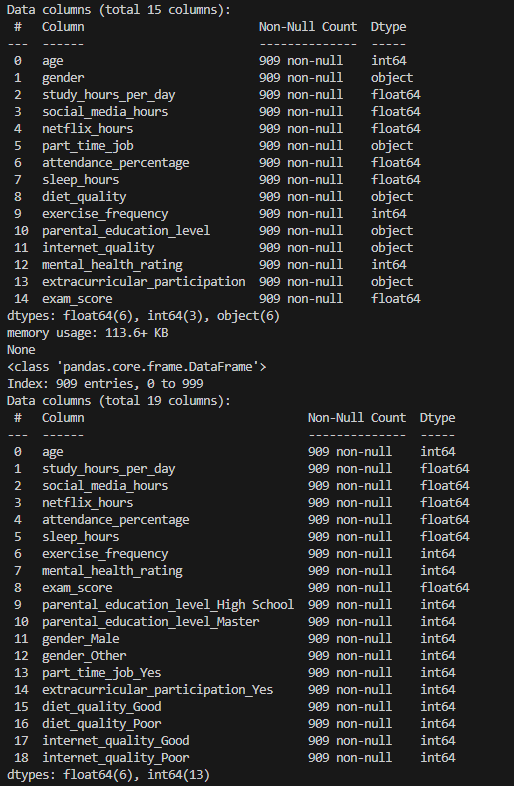 Data columns (total 15 columns):
 #   Column                         Non-Null Count  Dtype
---  ------                         --------------  -----
 0   age                            909 non-null    int64
 1   gender                         909 non-null    object
 2   study_hours_per_day            909 non-null    float64
 3   social_media_hours             909 non-null    float64
 4   netflix_hours                  909 non-null    float64
 5   part_time_job                  909 non-null    object
 6   attendance_percentage          909 non-null    float64
 7   sleep_hours                    909 non-null    float64
 8   diet_quality                   909 non-null    object
 9   exercise_frequency             909 non-null    int64
 10  parental_education_level       909 non-null    object
 11  internet_quality               909 non-null    object
 12  mental_health_rating           909 non-null    int64
 13  extracurricular_participation  909 non-null    object
 14  exam_score                     909 non-null    float64
dtypes: float64(6), int64(3), object(6)
memory usage: 113.6+ KB
None
<class 'pandas.core.frame.DataFrame'>
Index: 909 entries, 0 to 999
Data columns (total 19 columns):
 #   Column                                Non-Null Count  Dtype
---  ------                                --------------  -----
 0   age                                   909 non-null    int64
 1   study_hours_per_day                   909 non-null    float64
 2   social_media_hours                    909 non-null    float64
 3   netflix_hours                         909 non-null    float64
 4   attendance_percentage                 909 non-null    float64
 5   sleep_hours                           909 non-null    float64
 6   exercise_frequency                    909 non-null    int64
 7   mental_health_rating                  909 non-null    int64
 8   exam_score                            909 non-null    float64
 9   parental_education_level_High School  909 non-null    int64
 10  parental_education_level_Master       909 non-null    int64
 11  gender_Male                           909 non-null    int64
 12  gender_Other                          909 non-null    int64
 13  part_time_job_Yes                     909 non-null    int64
 14  extracurricular_participation_Yes     909 non-null    int64
 15  diet_quality_Good                     909 non-null    int64
 16  diet_quality_Poor                     909 non-null    int64
 17  internet_quality_Good                 909 non-null    int64
 18  internet_quality_Poor                 909 non-null    int64
dtypes: float64(6), int64(13)